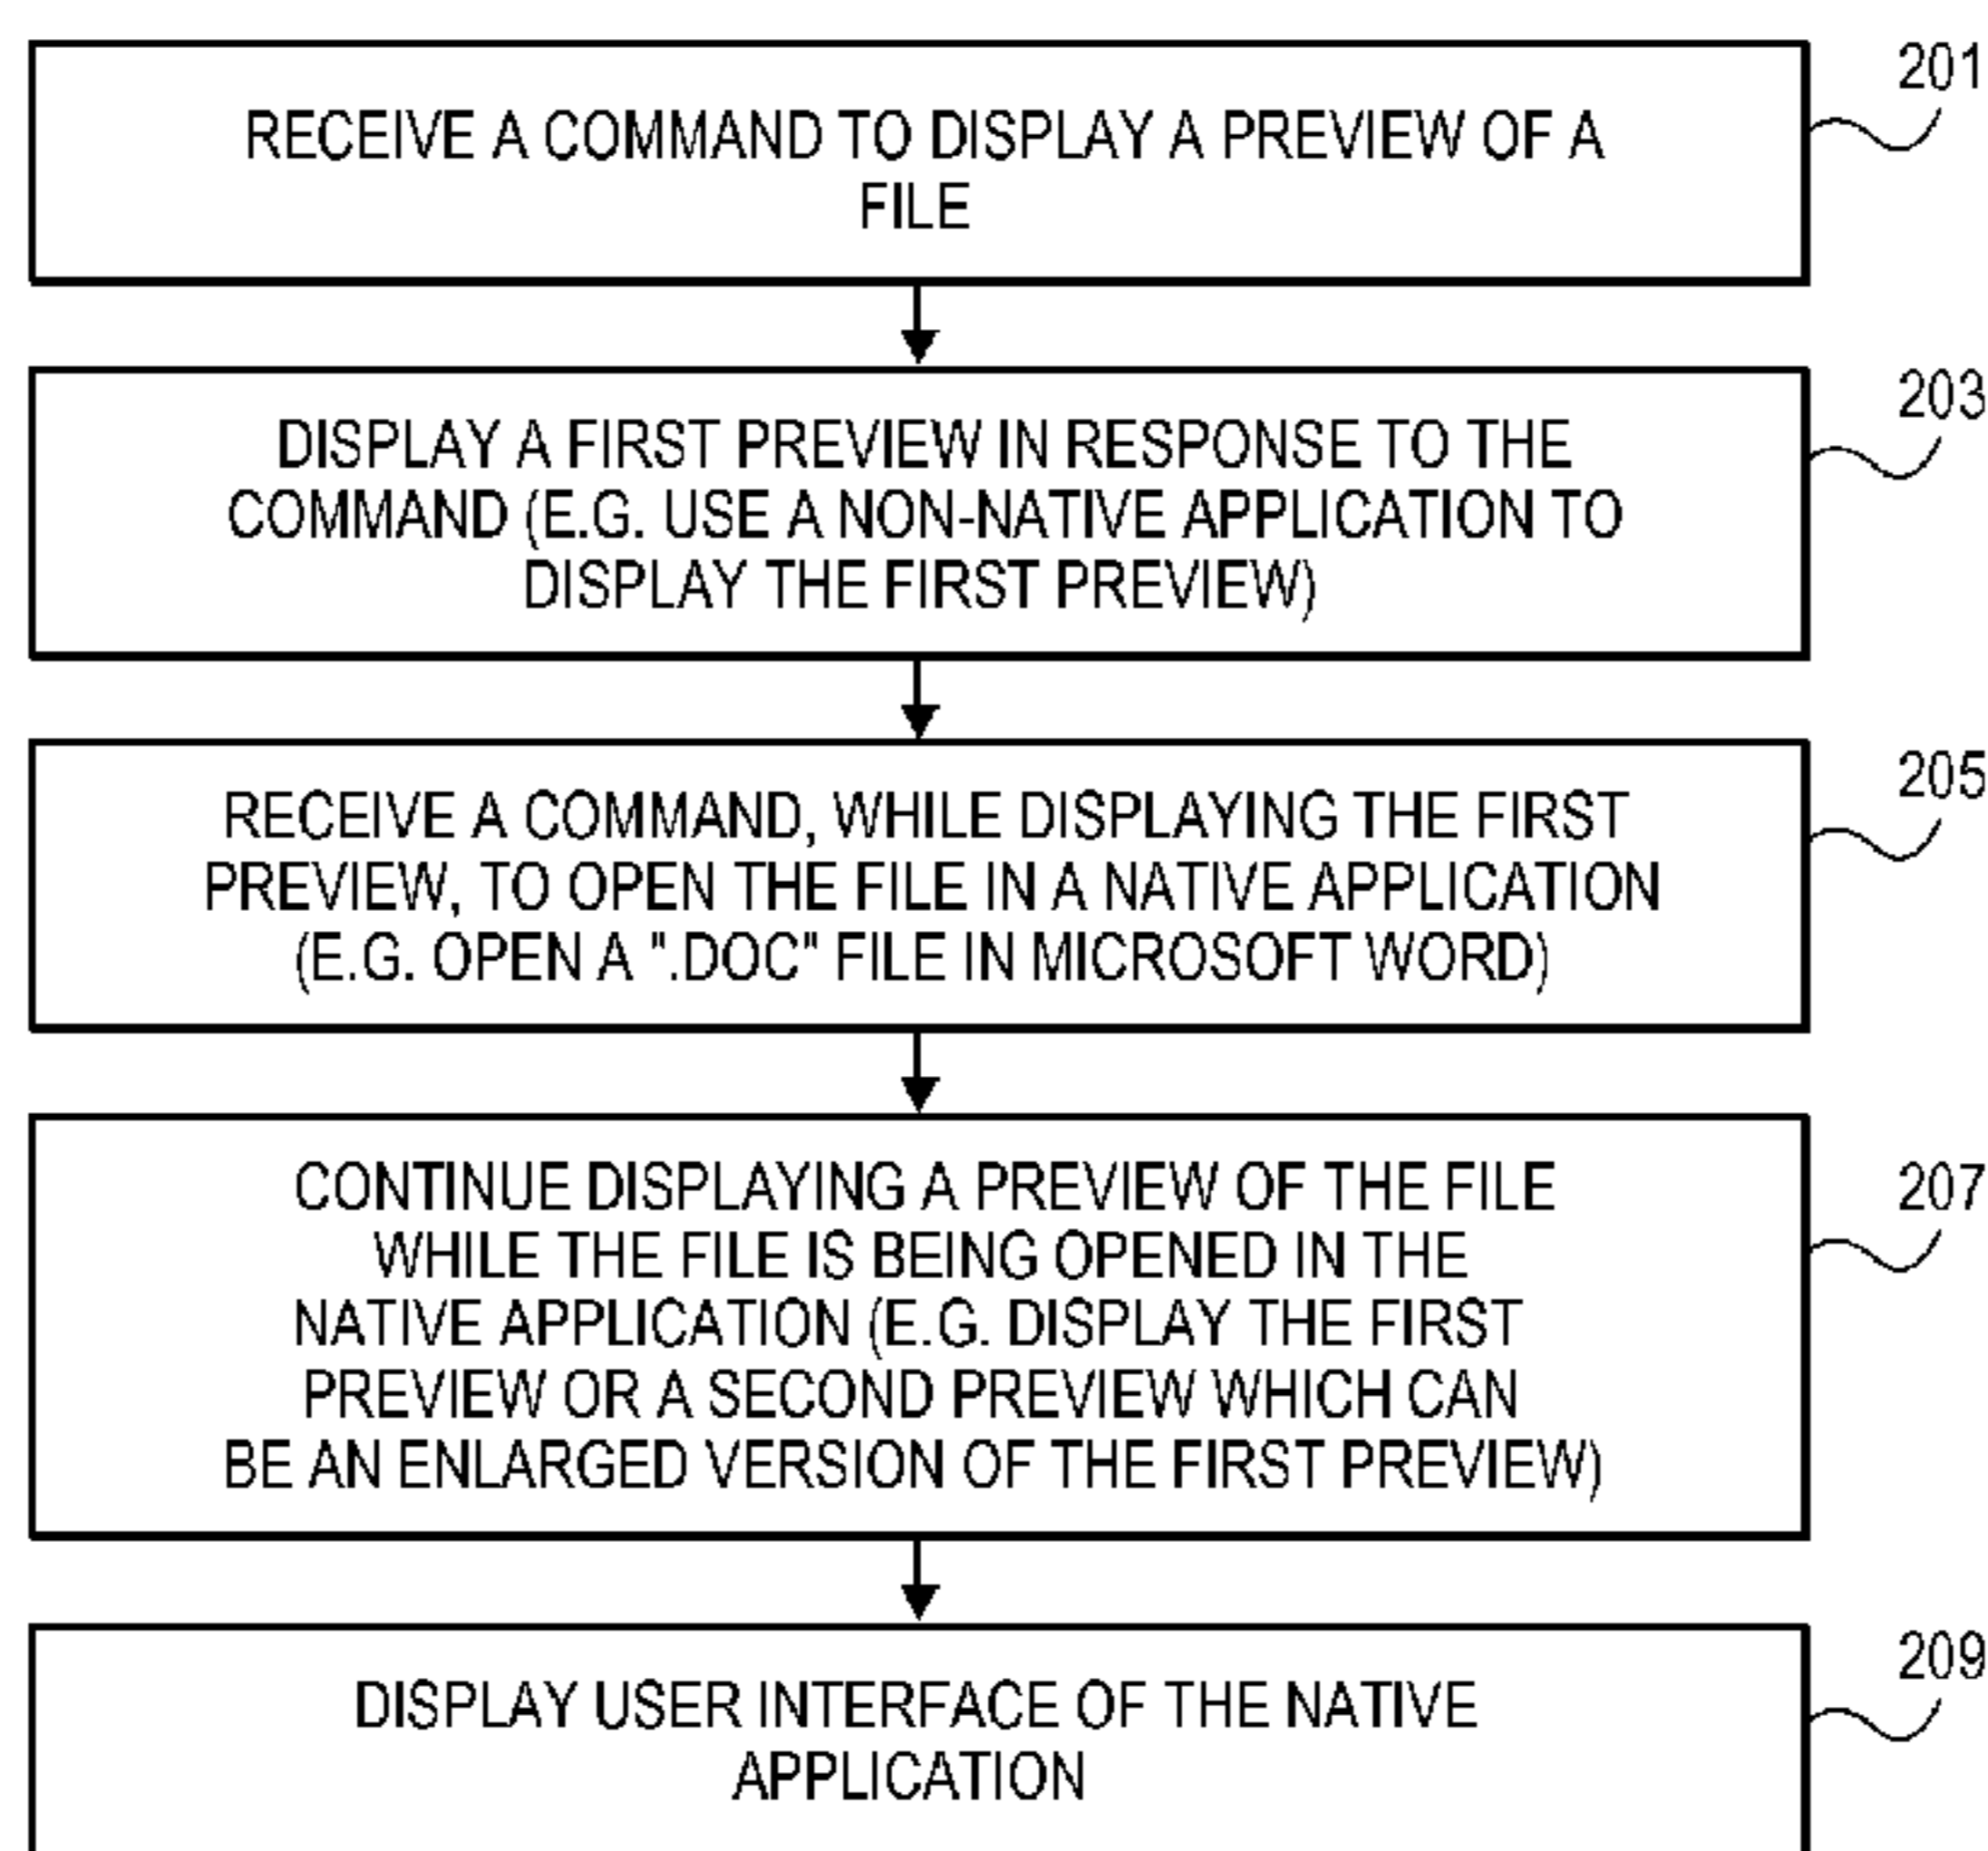 201
RECEIVE A COMMAND TO DISPLAY A PREVIEW OF A
FILE
203
DISPLAY A FIRST PREVIEW IN RESPONSE TO THE
COMMAND (E.G. USE A NON-NATIVE APPLICATION TO
DISPLAY THE FIRST PREVIEW)
205
RECEIVE A COMMAND, WHILE DISPLAYING THE FIRST
PREVIEW, TO OPEN THE FILE IN A NATIVE APPLICATION
(E.G. OPEN A ".DOC" FILE IN MICROSOFT WORD)
207
CONTINUE DISPLAYING A PREVIEW OF THE FILE
WHILE THE FILE IS BEING OPENED IN THE
NATIVE APPLICATION (E.G. DISPLAY THE FIRST
PREVIEW OR A SECOND PREVIEW WHICH CAN
BE AN ENLARGED VERSION OF THE FIRST PREVIEW)
209
DISPLAY USER INTERFACE OF THE NATIVE
APPLICATION